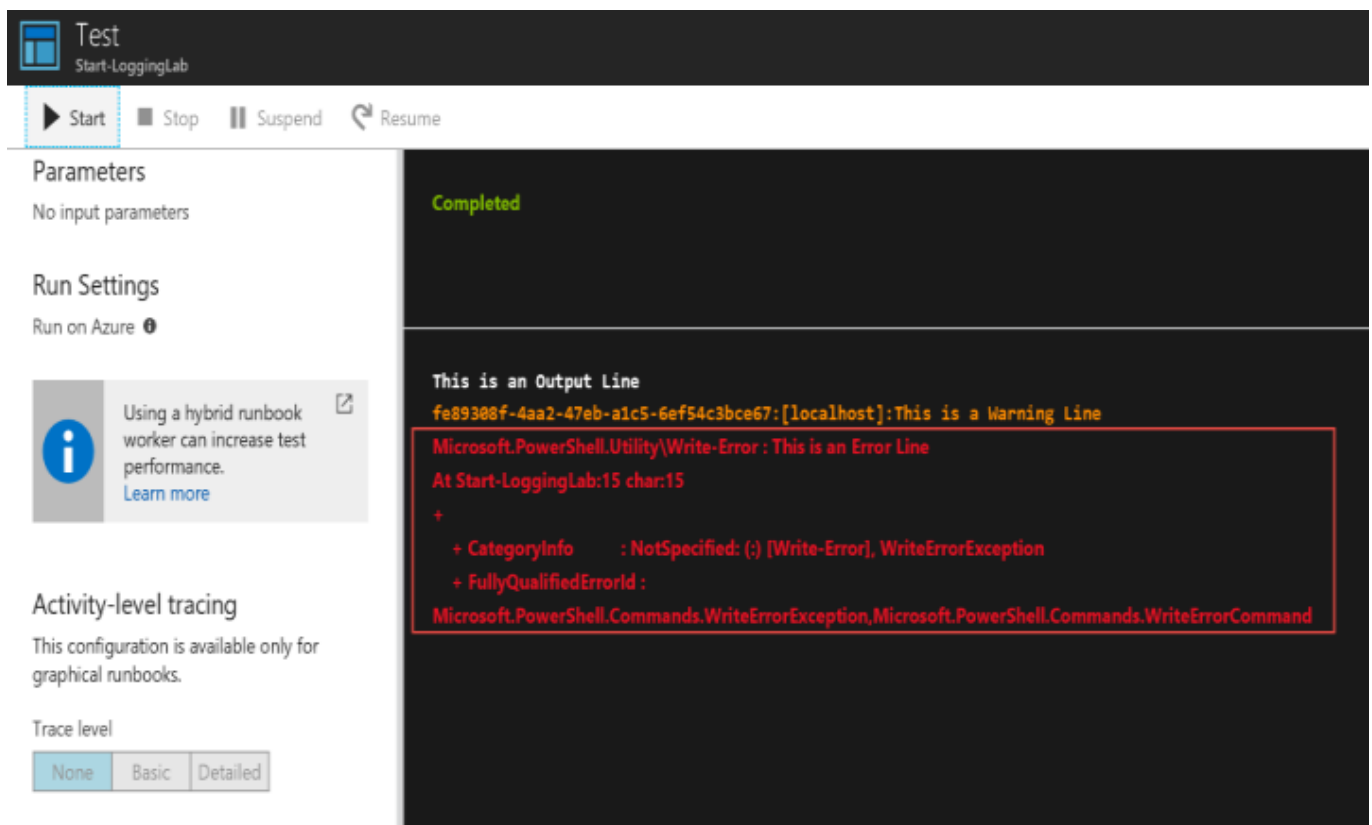 Test
Start-LoggingLab
Start
Stop
Suspend
Resume
Parameters
No input parameters
Run Settings
Run on Azure
Using a hybrid runbook
worker can increase test
performance.
Learn more
Activity-level tracing
This configuration is available only for
graphical runbooks.
Trace level
None
Basic
Detailed
Completed
This is an Output Line
fe89308f-4aa2-47eb-a1c5-6ef54c3bce67:[localhost]:This is a Warning Line
Microsoft.PowerShell.Utility\Write-Error : This is an Error Line
At Start-LoggingLab:15 char:15
+
+ CategoryInfo : NotSpecified: (:) [Write-Error], WriteErrorException
+ FullyQualifiedErrorId :
Microsoft.PowerShell.Commands.WriteErrorException,Microsoft.PowerShell.Commands.WriteErrorCommand